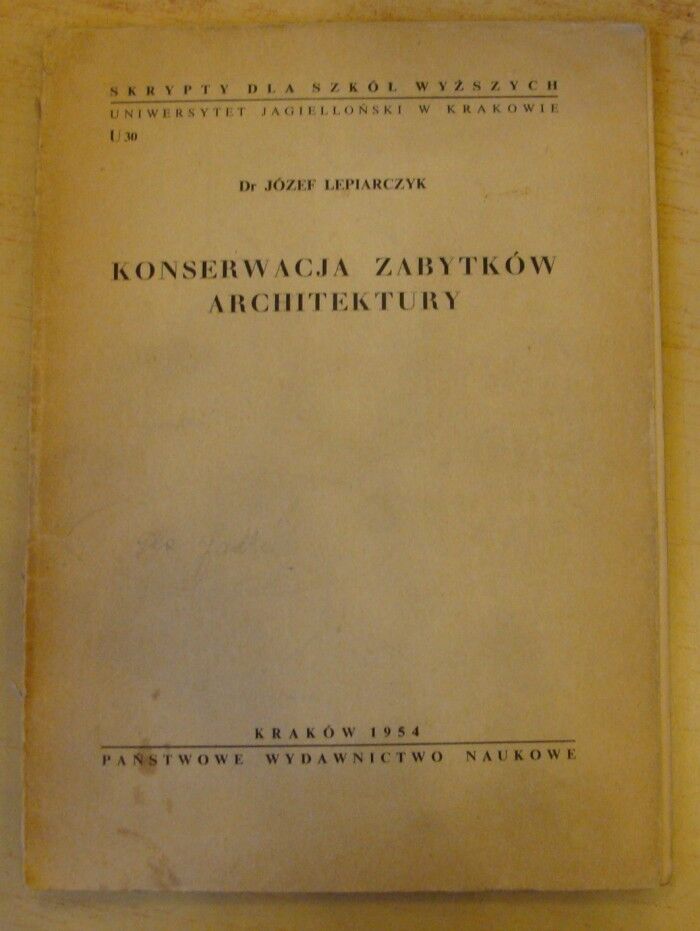 SKRYPTY DLA SZKÓŁ WYŻSZYCH
UNIWERSYTET JAGIELLOŃSKI W KRAKOWIE
U 30
Dr JÓZEF LEPIARCZYK
KONSERWACJA ZABYTKÓW
ARCHITEKTURY
KRAKÓW 1954
PAŃSTWOWE WYDAWNICTWO NAUKOWE